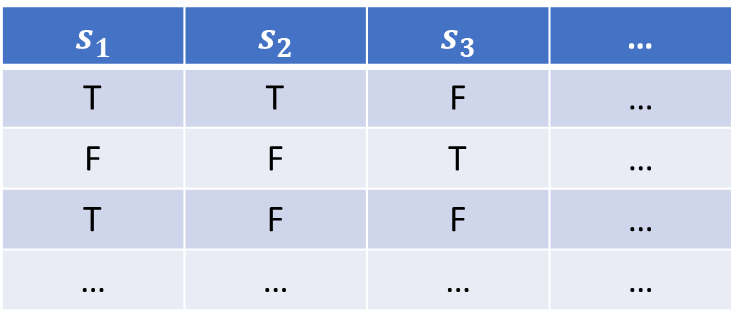 s₁ s₂ s₃ ...
T T F ...
F F T ...
T F F ...
... ... ... ...